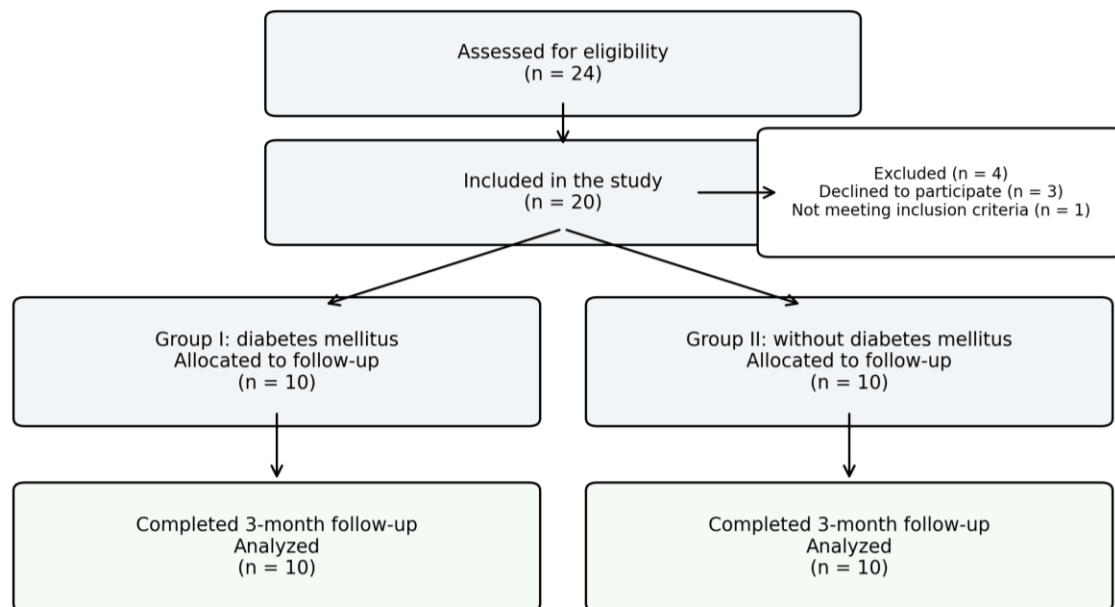 Assessed for eligibility
(n = 24)
Included in the study
(n = 20)
Excluded (n = 4)
Declined to participate (n = 3)
Not meeting inclusion criteria (n = 1)
Group I: diabetes mellitus
Allocated to follow-up
(n = 10)
Group II: without diabetes mellitus
Allocated to follow-up
(n = 10)
Completed 3-month follow-up
Analyzed
(n = 10)
Completed 3-month follow-up
Analyzed
(n = 10)